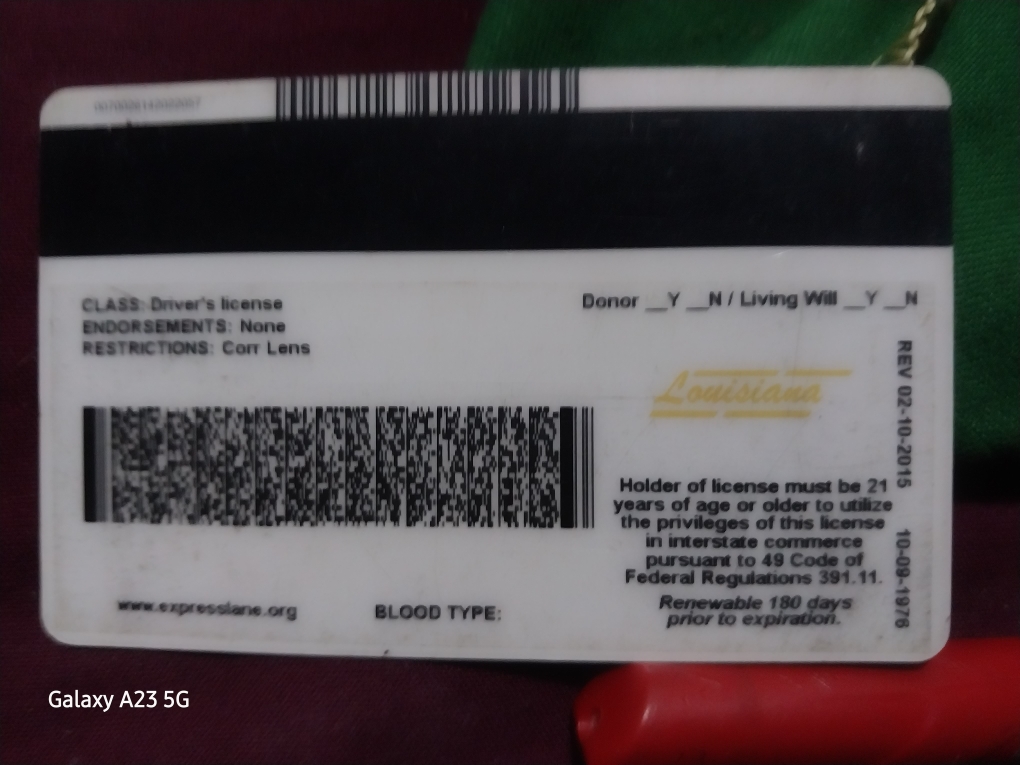 CLASS: Driver's license
ENDORSEMENTS: None
RESTRICTIONS: Corr Lens
Donor __Y __N / Living Will __Y __N
Louisiana
REV 02-10-2015 10-09-1976
Holder of license must be 21
years of age or older to utilize
the privileges of this license
in interstate commerce
pursuant to 49 Code of
Federal Regulations 391.11.
Renewable 180 days
prior to expiration.
www.expresslane.org
BLOOD TYPE:
Galaxy A23 5G